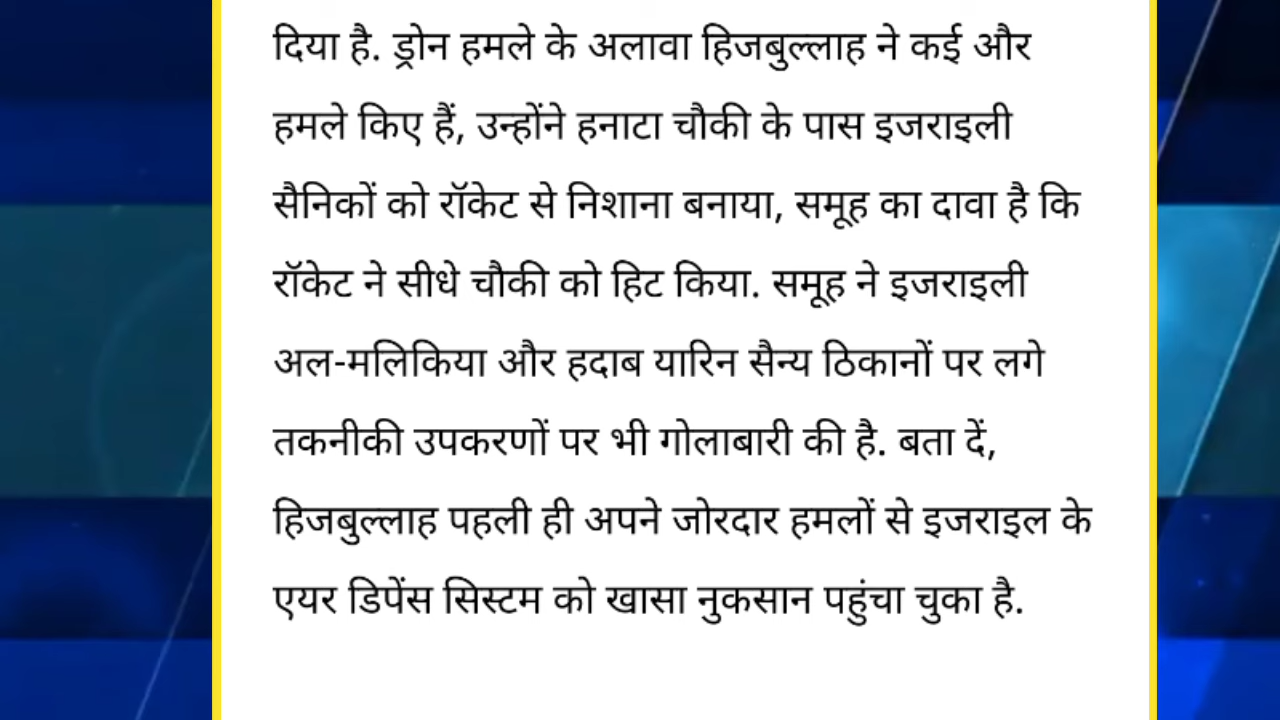 दिया है. ड्रोन हमले के अलावा हिजबुल्लाह ने कई और
हमले किए हैं, उन्होंने हनाटा चौकी के पास इजराइली
सैनिकों को रॉकेट से निशाना बनाया, समूह का दावा है कि
रॉकेट ने सीधे चौकी को हिट किया. समूह ने इजराइली
अल-मलिकिया और हदाब यारिन सैन्य ठिकानों पर लगे
तकनीकी उपकरणों पर भी गोलाबारी की है. बता दें,
हिजबुल्लाह पहली ही अपने जोरदार हमलों से इजराइल के
एयर डिपेंस सिस्टम को खासा नुकसान पहुंचा चुका है.